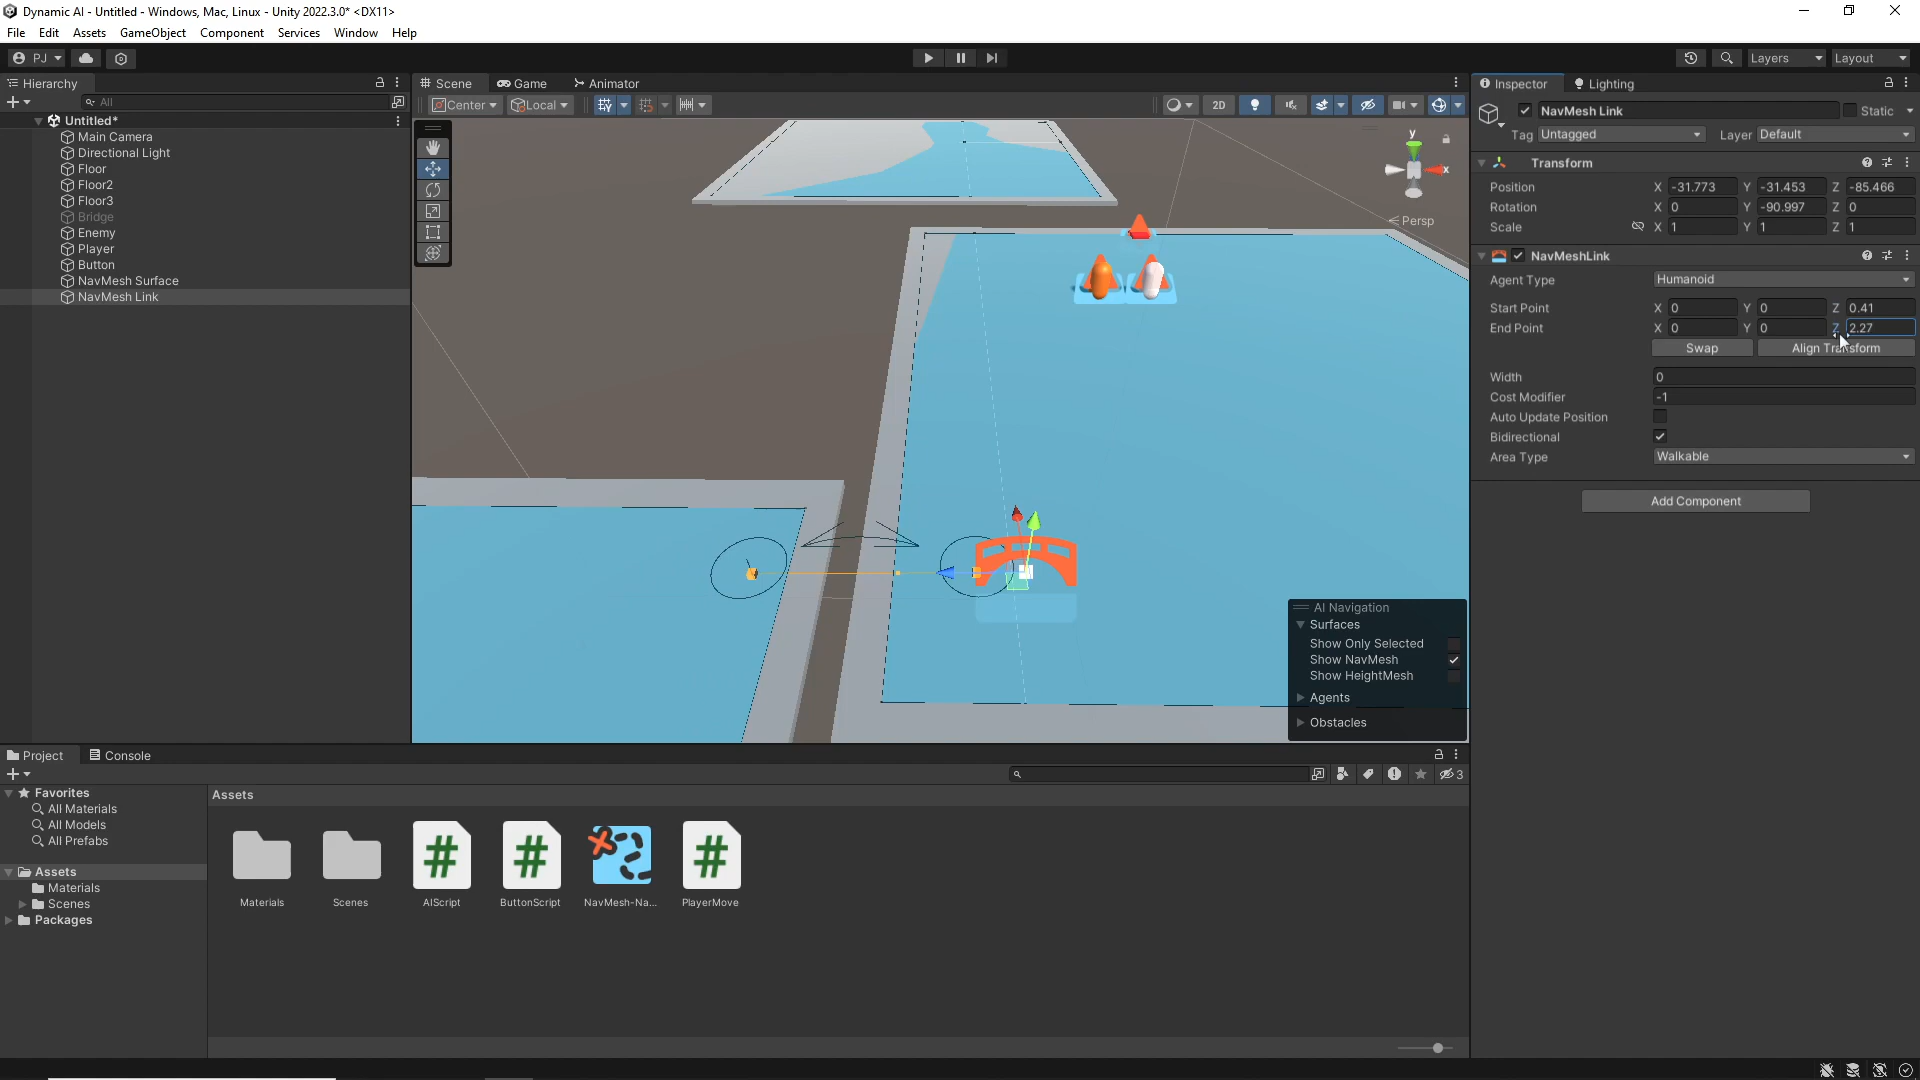 Dynamic AI - Untitled - Windows, Mac, Linux - Unity 2022.3.0* <DX11>
File Edit Assets GameObject Component Services Window Help
PJ
Layers
Layout
Hierarchy
All
Untitled*
Main Camera
Directional Light
Floor
Floor2
Floor3
Bridge
Enemy
Player
Button
NavMesh Surface
NavMesh Link
Scene Game Animator
Center Local
2D
y
x
Persp
AI Navigation
Surfaces
Show Only Selected
Show NavMesh
Show HeightMesh
Agents
Obstacles
Inspector Lighting
NavMesh Link Static
Tag Untagged Layer Default
Transform
Position X -31.773 Y -31.453 Z -85.466
Rotation X 0 Y -90.997 Z 0
Scale X 1 Y 1 Z 1
NavMeshLink
Agent Type Humanoid
Start Point X 0 Y 0 Z 0.41
End Point X 0 Y 0 Z 2.27
Swap Align Transform
Width 0
Cost Modifier -1
Auto Update Position
Bidirectional
Area Type Walkable
Add Component
Project Console
3
Favorites
All Materials
All Models
All Prefabs
Assets
Materials
Scenes
Packages
Assets
Materials
Scenes
AIScript
ButtonScript
NavMesh-Na...
PlayerMove